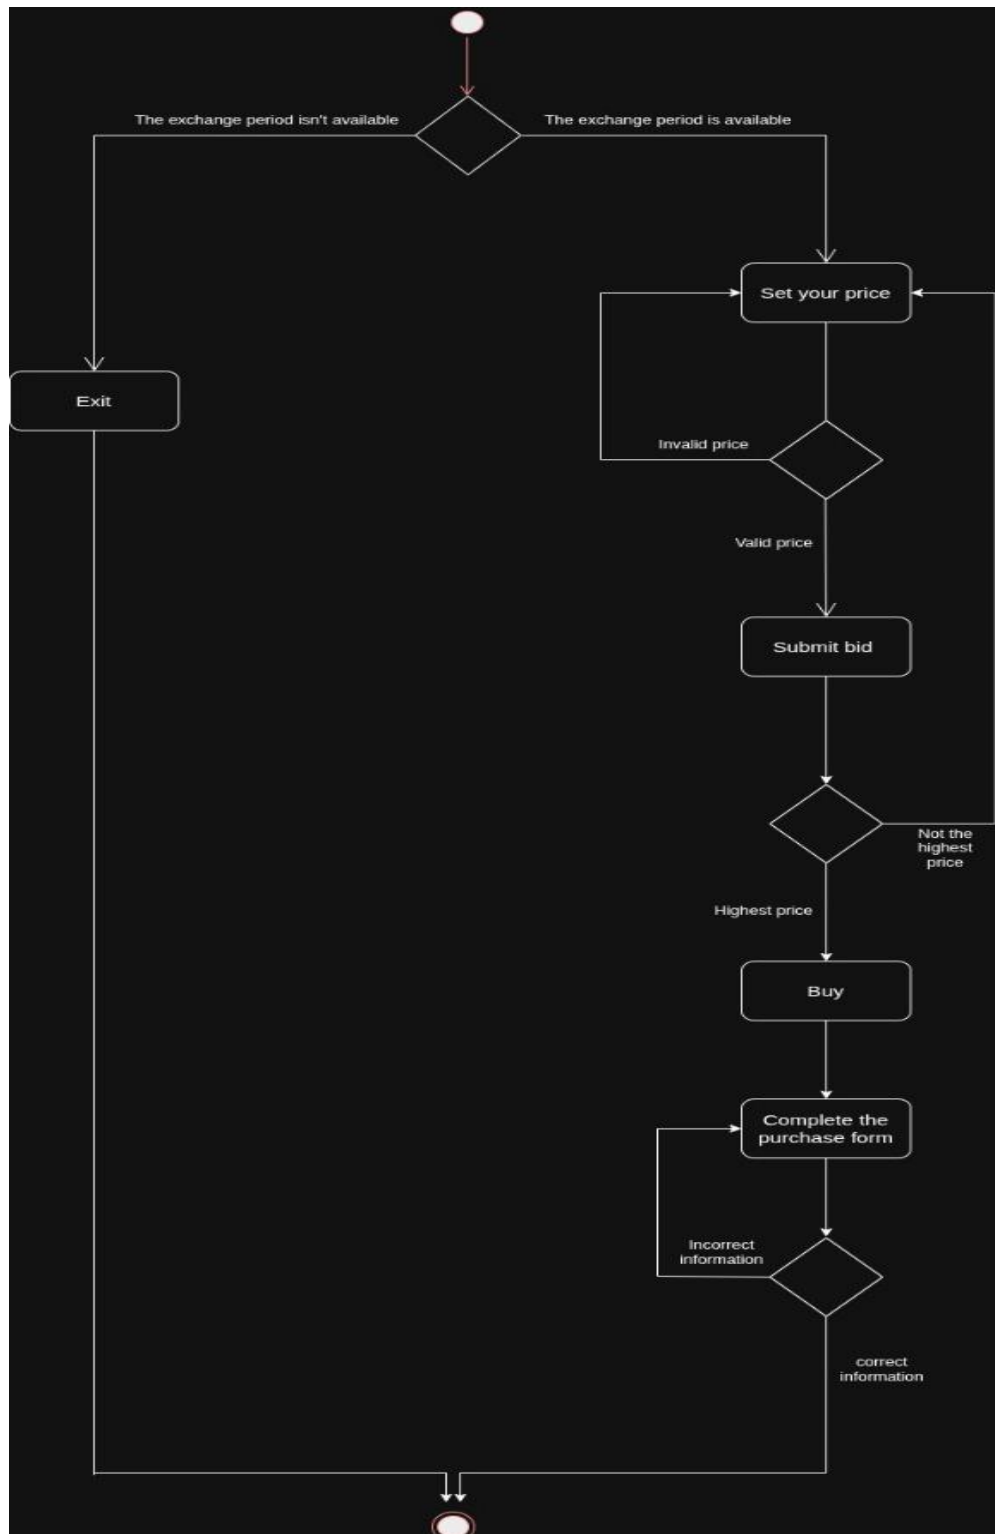 The exchange period isn't available
The exchange period is available
Set your price
Exit
Invalid price
Valid price
Submit bid
Not the
highest
price
Highest price
Buy
Complete the
purchase form
Incorrect
information
correct
information